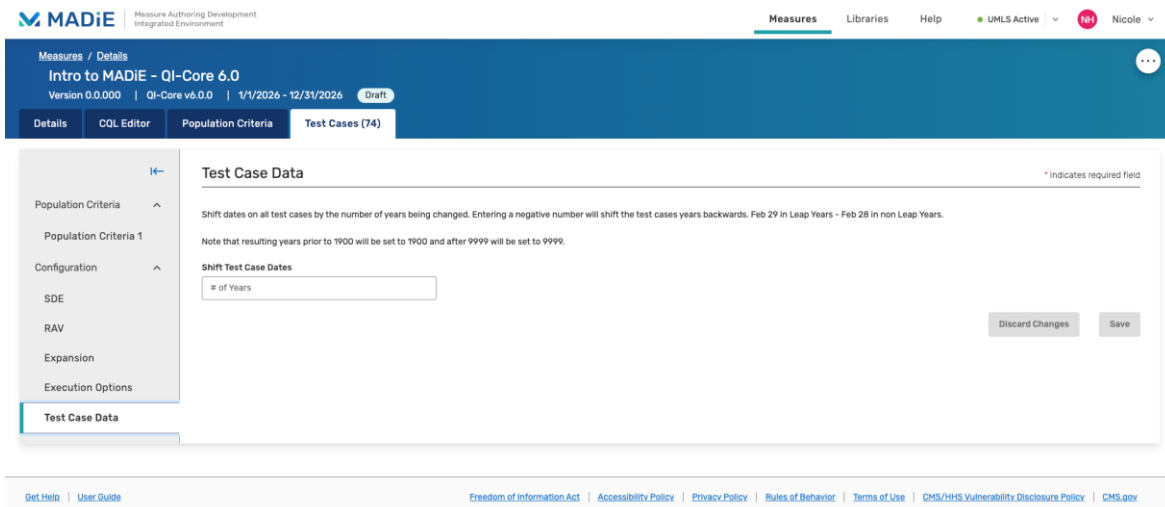 MADiE
Measure Authoring Development
Integrated Environment
Measures
Libraries
Help
UMLS Active
NH
Nicole
Measures / Details
Intro to MADiE - QI-Core 6.0
Version 0.0.000 | QI-Core v6.0.0 | 1/1/2026 - 12/31/2026 Draft
Details
CQL Editor
Population Criteria
Test Cases (74)
Population Criteria
Population Criteria 1
Configuration
SDE
RAV
Expansion
Execution Options
Test Case Data
Test Case Data
* Indicates required field
Shift dates on all test cases by the number of years being changed. Entering a negative number will shift the test cases years backwards. Feb 29 in Leap Years - Feb 28 in non Leap Years.
Note that resulting years prior to 1900 will be set to 1900 and after 9999 will be set to 9999.
Shift Test Case Dates
# of Years
Discard Changes
Save
Get Help | User Guide
Freedom of Information Act | Accessibility Policy | Privacy Policy | Rules of Behavior | Terms of Use | CMS/HHS Vulnerability Disclosure Policy | CMS.gov